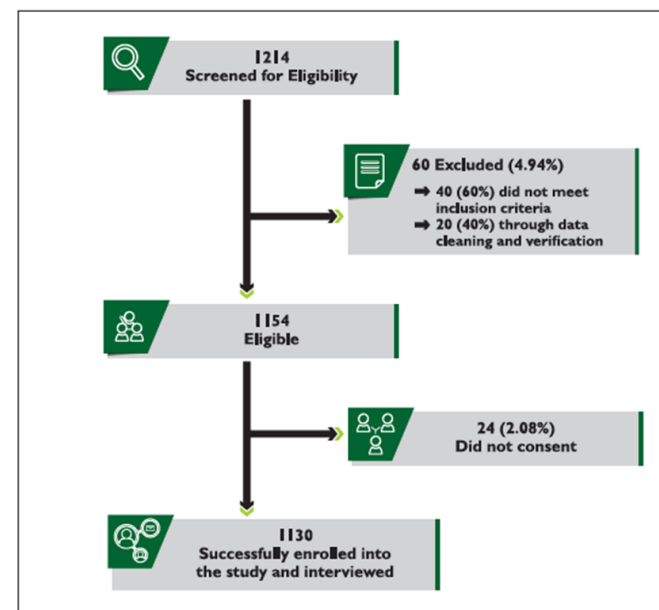 1214
Screened for Eligibility
60 Excluded (4.94%)
➡ 40 (60%) did not meet
inclusion criteria
➡ 20 (40%) through data
cleaning and verification
1154
Eligible
24 (2.08%)
Did not consent
1130
Successfully enrolled into
the study and interviewed